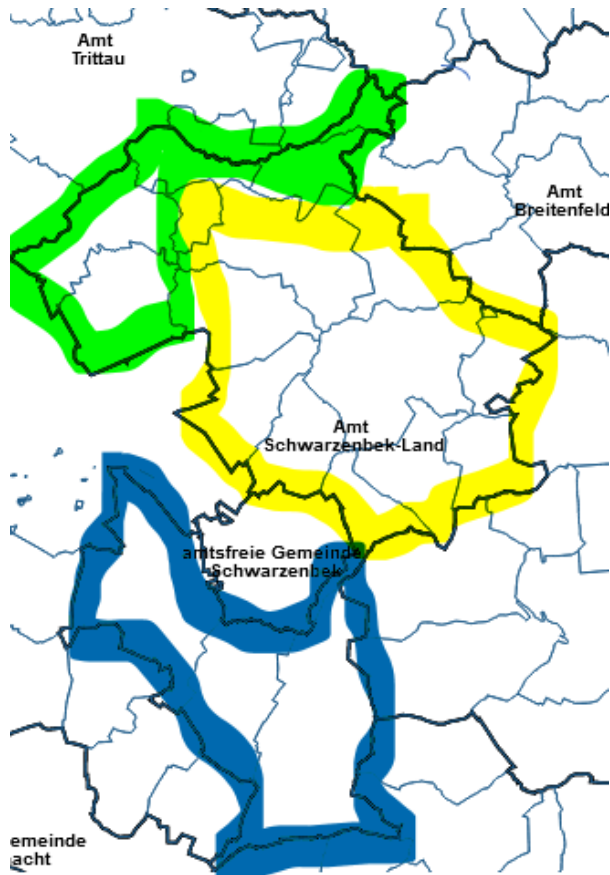 Amt
Trittau
Amt
Breitenfeld
Amt
Schwarzenbek-Land
amtsfreie Gemeinde
Schwarzenbek
emeinde
acht